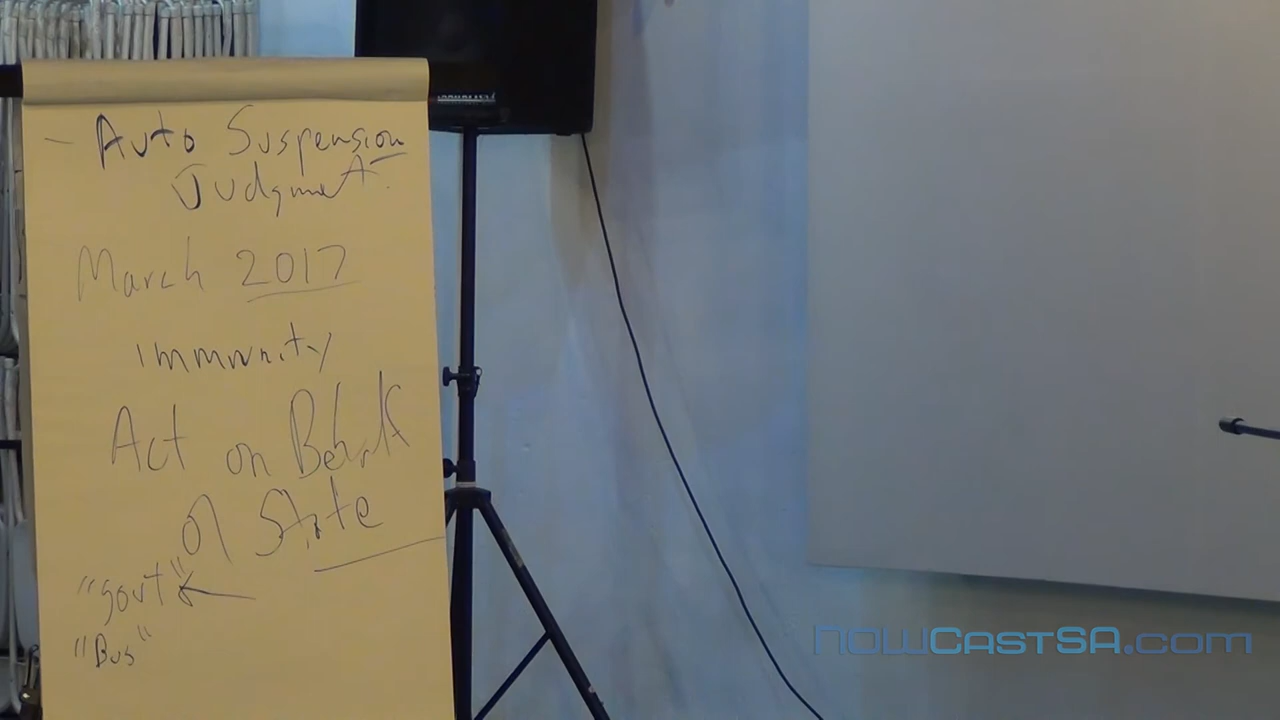 - Auto Suspension
Judgment.
March 2017
Immunity
Act on Behalf
of State
"govt"
"Bus"
nowcastsa.com